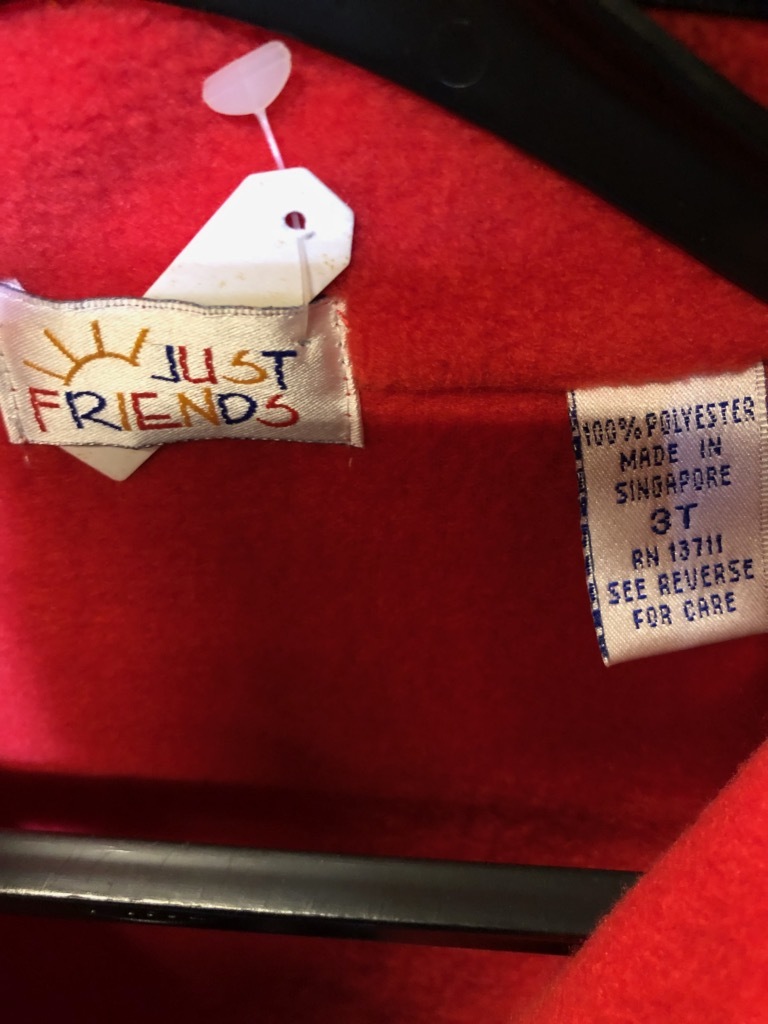 JUST
FRIENDS
100% POLYESTER
MADE IN
SINGAPORE
3T
RN 13711
SEE REVERSE
FOR CARE